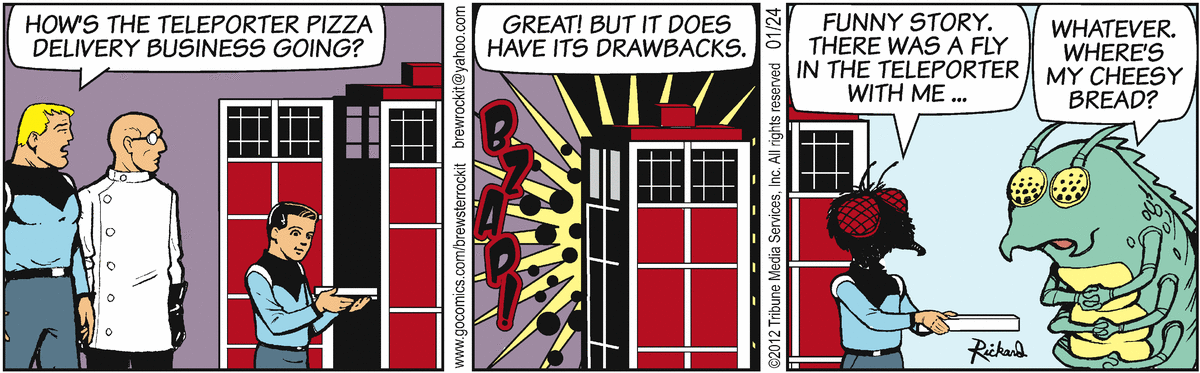 HOW'S THE TELEPORTER PIZZA
DELIVERY BUSINESS GOING?
www.gocomics.com/brewsterrockit brewrockit@yahoo.com
GREAT! BUT IT DOES
HAVE ITS DRAWBACKS.
BZAP!
©2012 Tribune Media Services, Inc. All rights reserved 01/24
FUNNY STORY.
THERE WAS A FLY
IN THE TELEPORTER
WITH ME ...
WHATEVER.
WHERE'S
MY CHEESY
BREAD?
Rickard